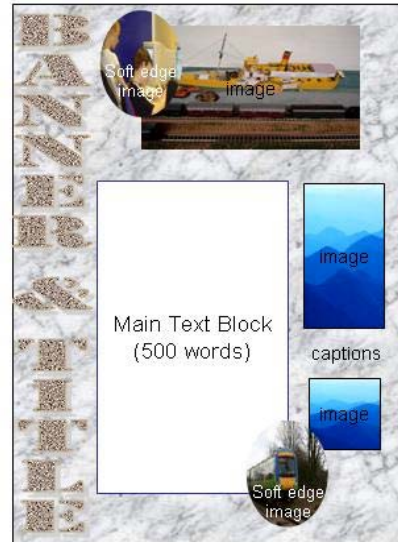 BANNER & TITLE
Soft edge
image
image
image
Main Text Block
(500 words)
captions
image
Soft edge
image